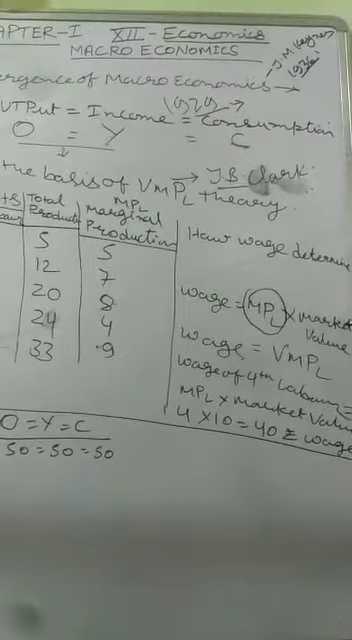 APTER-I XII-Economics
MACRO ECONOMICS
J.M Keynes
1936
ergence of Macro Economics →
1929 →
UTPut = Income = Consumption
O = Y = C
the basis of VMPL theory. → J.B. Clark
Total Production
MPL
Marginal Production
5 5
12 7
20 8
24 4
33 9
How wage determine
wage = MPL x market value
wage = VMPL
wage of 4th Labour =
MPL x market Value
4 x 10 = 40 = wage
O = Y = C
50 = 50 = 50